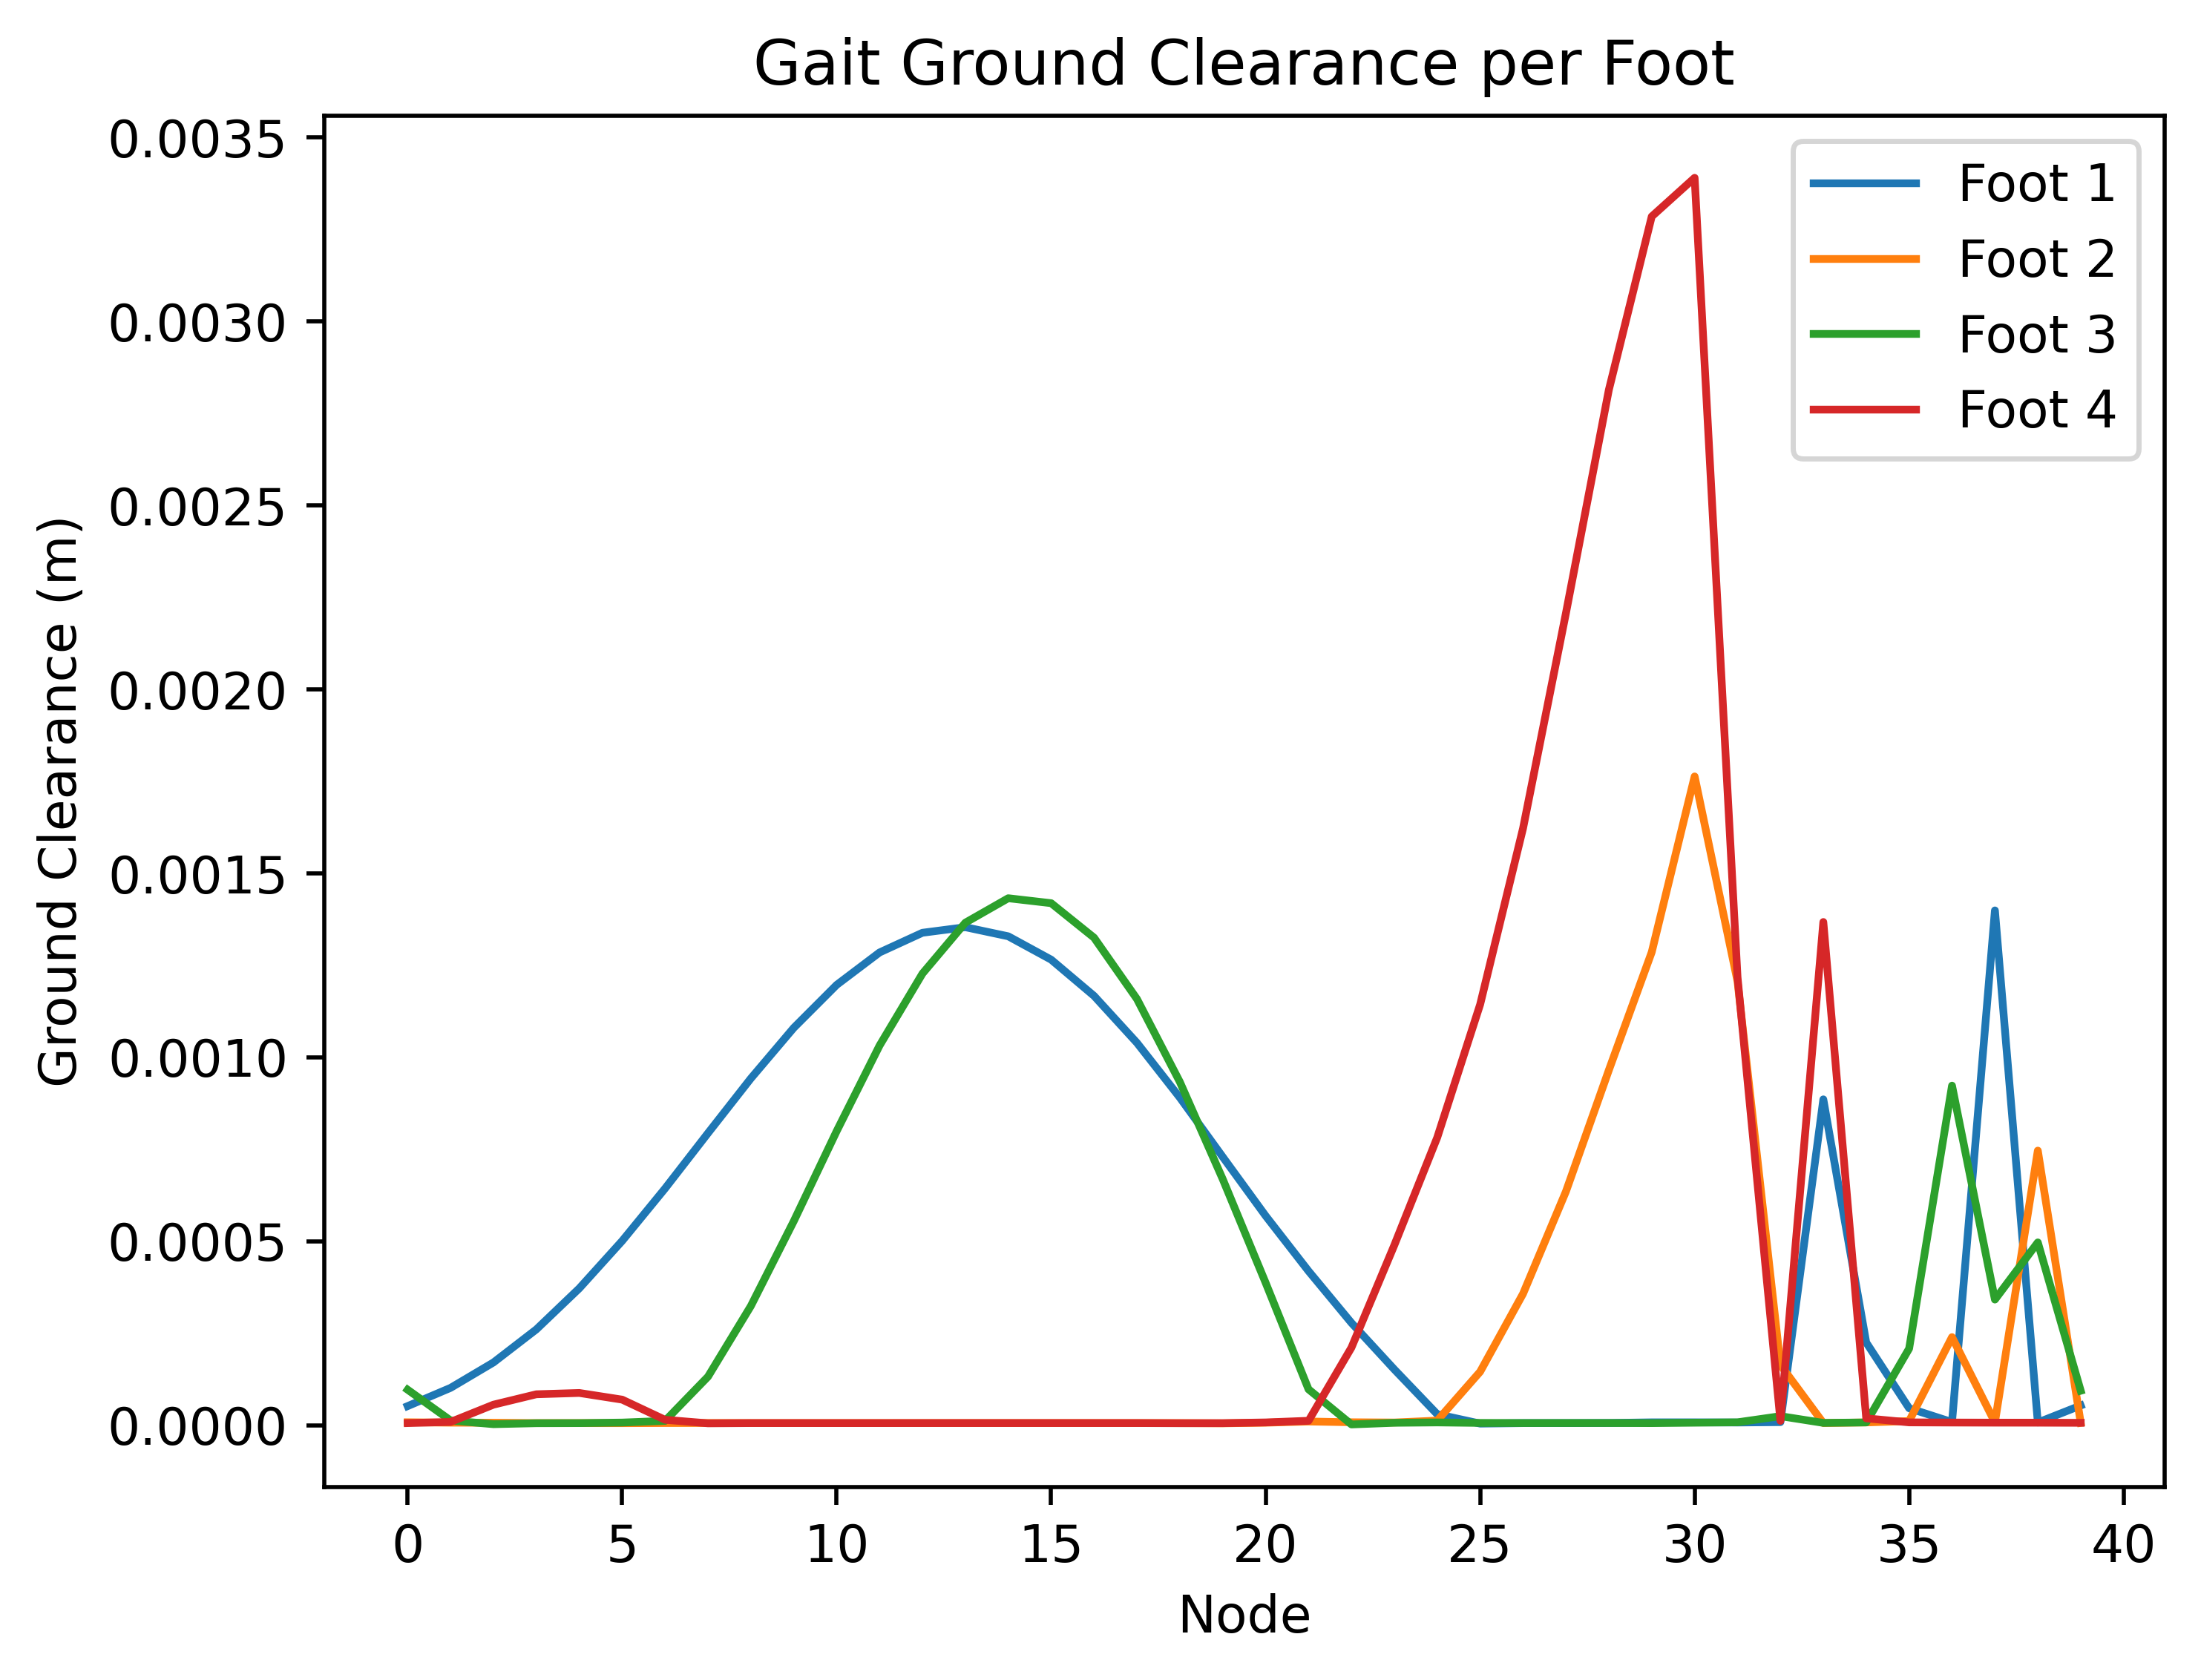 Gait Ground Clearance per Foot
0.0035
0.0030
0.0025
0.0020
0.0015
0.0010
0.0005
0.0000
Ground Clearance (m)
Foot 1
Foot 2
Foot 3
Foot 4
0 5 10 15 20 25 30 35 40
Node